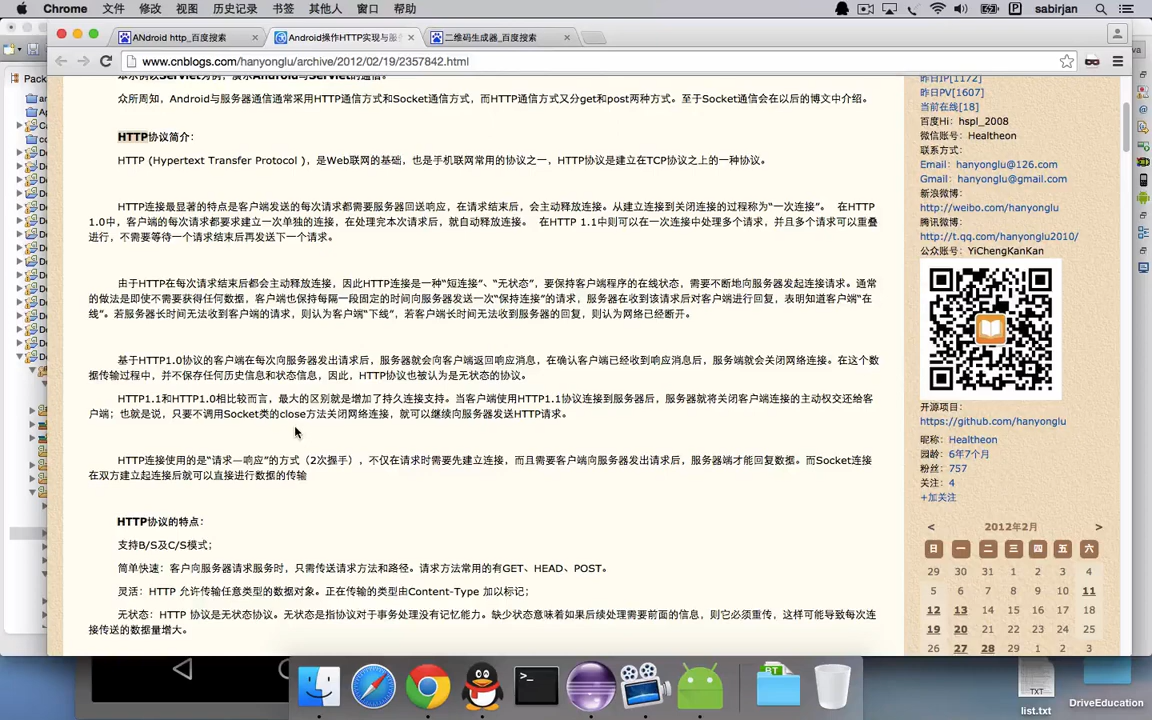 Chrome 文件 修改 视图 历史记录 书签 其他人 窗口 帮助 sabirjan
ANdroid http_百度搜索
Android操作HTTP实现与服
二维码生成器_百度搜索
www.cnblogs.com/hanyonglu/archive/2012/02/19/2357842.html
Pack
本示例以Servlet为例，演示Android与Servlet的通信。
众所周知，Android与服务器通信通常采用HTTP通信方式和Socket通信方式，而HTTP通信方式又分get和post两种方式。至于Socket通信会在以后的博文中介绍。
HTTP协议简介：
HTTP (Hypertext Transfer Protocol )，是Web联网的基础，也是手机联网常用的协议之一，HTTP协议是建立在TCP协议之上的一种协议。
HTTP连接最显著的特点是客户端发送的每次请求都需要服务器回送响应，在请求结束后，会主动释放连接。从建立连接到关闭连接的过程称为“一次连接”。 在HTTP
1.0中，客户端的每次请求都要求建立一次单独的连接，在处理完本次请求后，就自动释放连接。 在HTTP 1.1中则可以在一次连接中处理多个请求，并且多个请求可以重叠
进行，不需要等待一个请求结束后再发送下一个请求。
由于HTTP在每次请求结束后都会主动释放连接，因此HTTP连接是一种“短连接”、“无状态”，要保持客户端程序的在线状态，需要不断地向服务器发起连接请求。通常
的做法是即使不需要获得任何数据，客户端也保持每隔一段固定的时间向服务器发送一次“保持连接”的请求，服务器在收到该请求后对客户端进行回复，表明知道客户端“在
线”。若服务器长时间无法收到客户端的请求，则认为客户端“下线”，若客户端长时间无法收到服务器的回复，则认为网络已经断开。
基于HTTP1.0协议的客户端在每次向服务器发出请求后，服务器就会向客户端返回响应消息，在确认客户端已经收到响应消息后，服务端就会关闭网络连接。在这个数
据传输过程中，并不保存任何历史信息和状态信息，因此，HTTP协议也被认为是无状态的协议。
HTTP1.1和HTTP1.0相比较而言，最大的区别就是增加了持久连接支持。当客户端使用HTTP1.1协议连接到服务器后，服务器就将关闭客户端连接的主动权交还给客
户端；也就是说，只要不调用Socket类的close方法关闭网络连接，就可以继续向服务器发送HTTP请求。
HTTP连接使用的是“请求—响应”的方式（2次握手），不仅在请求时需要先建立连接，而且需要客户端向服务器发出请求后，服务器端才能回复数据。而Socket连接
在双方建立起连接后就可以直接进行数据的传输
HTTP协议的特点：
支持B/S及C/S模式；
简单快速：客户向服务器请求服务时，只需传送请求方法和路径。请求方法常用的有GET、HEAD、POST。
灵活：HTTP 允许传输任意类型的数据对象。正在传输的类型由Content-Type 加以标记；
无状态：HTTP 协议是无状态协议。无状态是指协议对于事务处理没有记忆能力。缺少状态意味着如果后续处理需要前面的信息，则它必须重传，这样可能导致每次连
接传送的数据量增大。
昨日IP[1172]
昨日PV[1607]
当前在线[18]
百度Hi：hspl_2008
微信账号：Healtheon
联系方式：
Email：hanyonglu@126.com
Gmail：hanyonglu@gmail.com
新浪微博：
http://weibo.com/hanyonglu
腾讯微博：
http://t.qq.com/hanyonglu2010/
公众账号：YiChengKanKan
开源项目：
https://github.com/hanyonglu
昵称：Healtheon
园龄：6年7个月
粉丝：757
关注：4
+加关注
< 2012年2月 >
日 一 二 三 四 五 六
29 30 31 1 2 3 4
5 6 7 8 9 10 11
12 13 14 15 16 17 18
19 20 21 22 23 24 25
26 27 28 29 1 2 3
BT
TXT
list.txt
DriveEducation